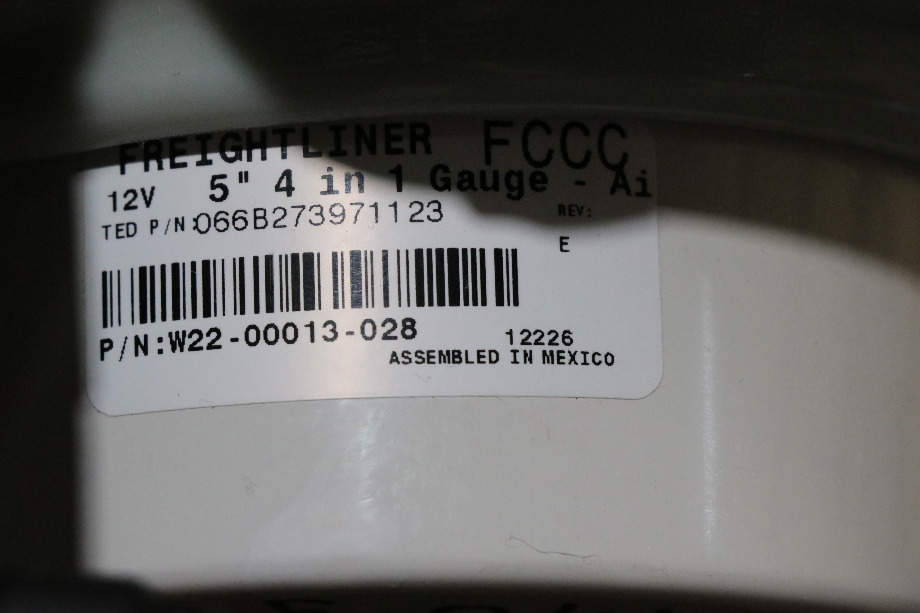 FREIGHTLINER FCCC
12V 5" 4 in 1 Gauge - Ai
TED P/N:066B273971123
REV:
E
P/N:W22-00013-028
12226
ASSEMBLED IN MEXICO